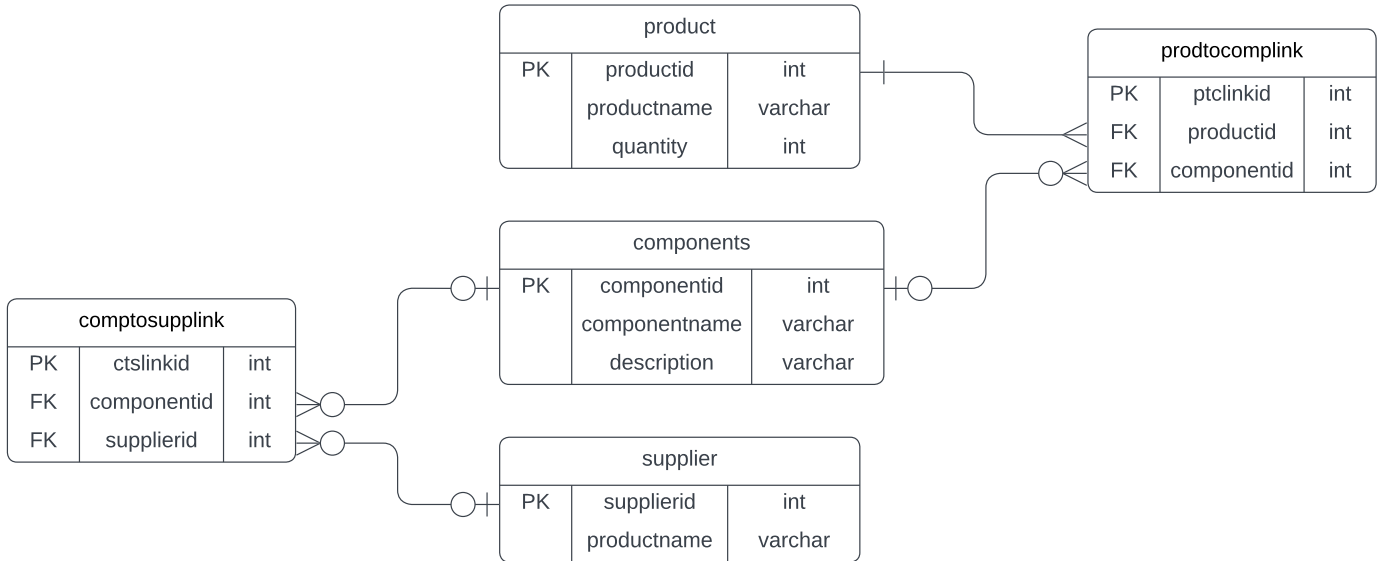 product
PK productid int
productname varchar
quantity int
prodtocomplink
PK ptclinkid int
FK productid int
FK componentid int
components
PK componentid int
componentname varchar
description varchar
comptosupplink
PK ctslinkid int
FK componentid int
FK supplierid int
supplier
PK supplierid int
productname varchar